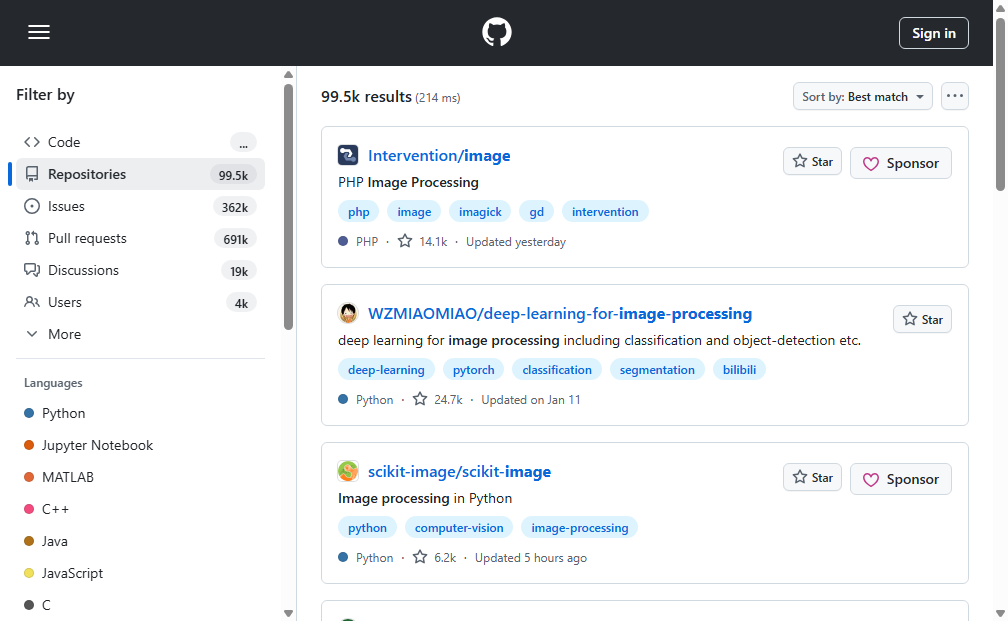 Sign in
Filter by
Code
...
Repositories
99.5k
Issues
362k
Pull requests
691k
Discussions
19k
Users
4k
More
Languages
Python
Jupyter Notebook
MATLAB
C++
Java
JavaScript
C
99.5k results (214 ms)
Sort by: Best match
Intervention/image
Star
Sponsor
PHP Image Processing
php image imagick gd intervention
PHP · 14.1k · Updated yesterday
WZMIAOMIAO/deep-learning-for-image-processing
Star
deep learning for image processing including classification and object-detection etc.
deep-learning pytorch classification segmentation bilibili
Python · 24.7k · Updated on Jan 11
scikit-image/scikit-image
Star
Sponsor
Image processing in Python
python computer-vision image-processing
Python · 6.2k · Updated 5 hours ago